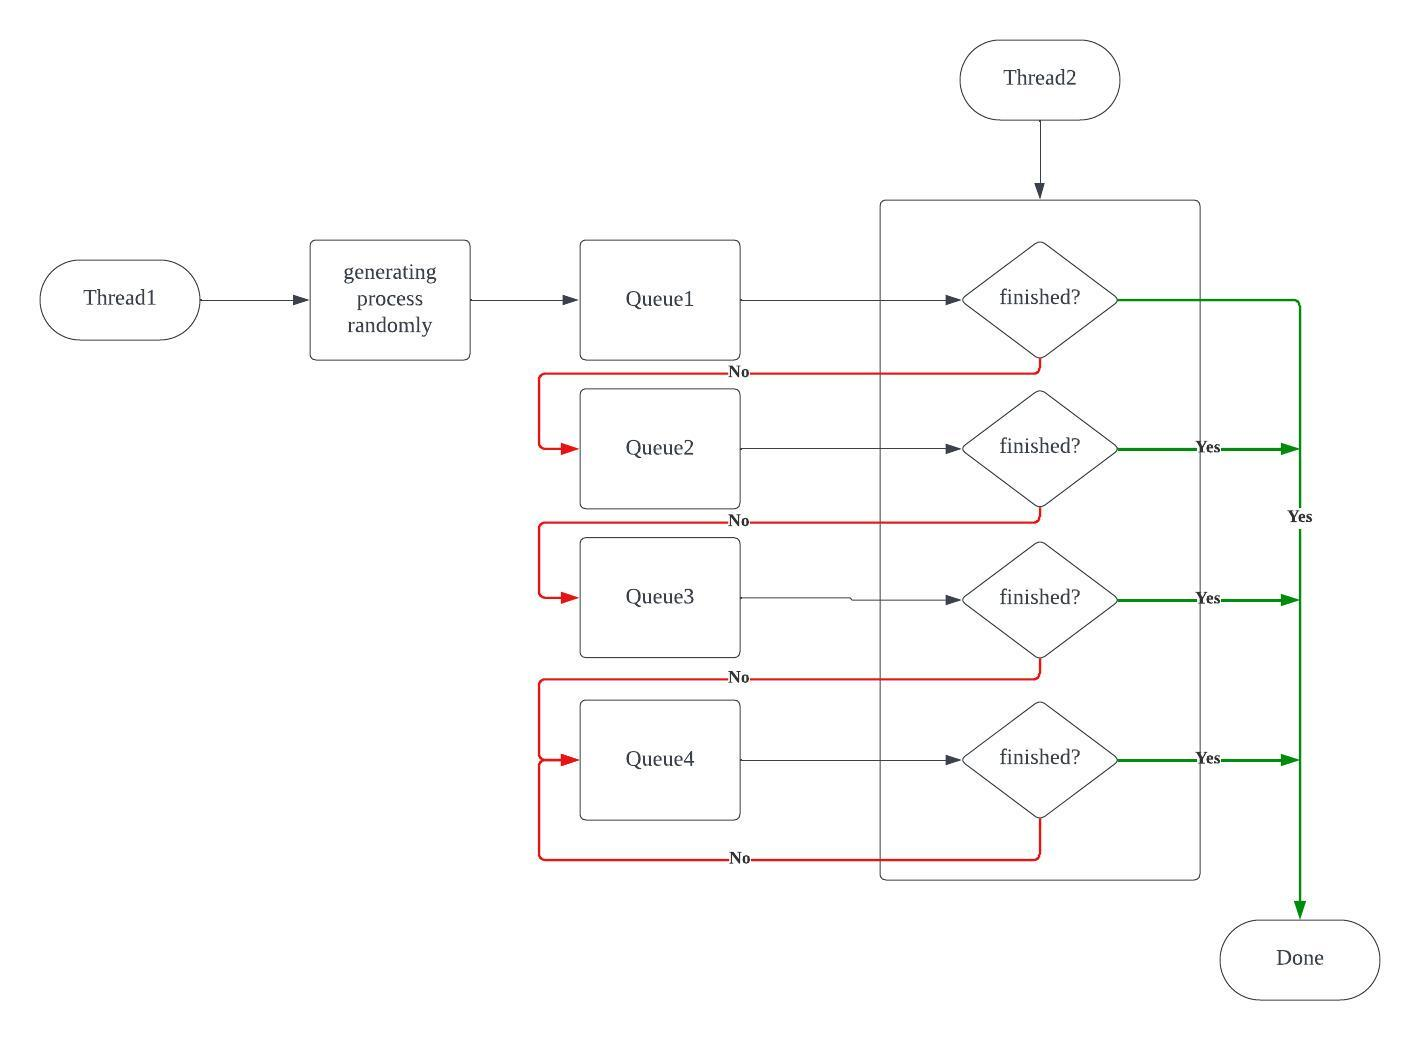 Thread2
Thread1
generating
process
randomly
Queue1
finished?
No
Queue2
finished?
Yes
No
Yes
Queue3
finished?
Yes
No
Queue4
finished?
Yes
No
Done